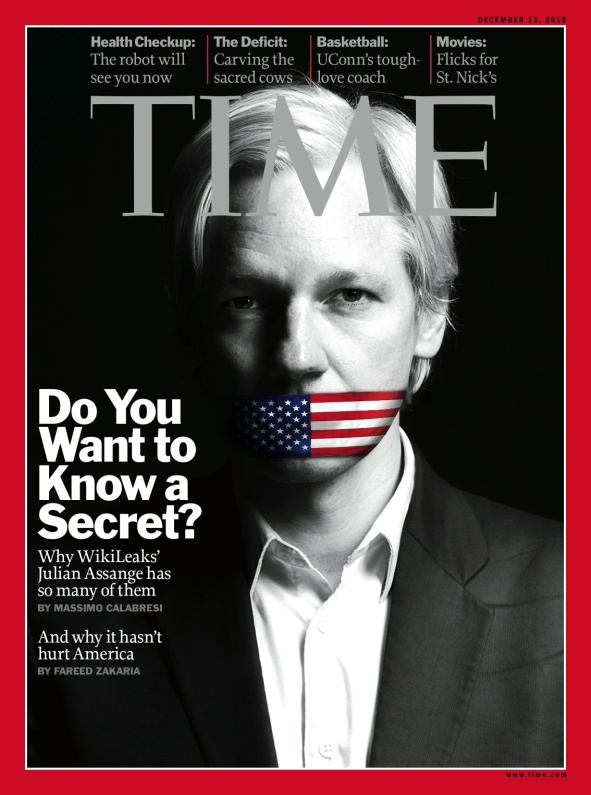 DECEMBER 13, 2010
Health Checkup:
The robot will
see you now
The Deficit:
Carving the
sacred cows
Basketball:
UConn's tough-
love coach
Movies:
Flicks for
St. Nick's
TIME
Do You
Want to
Know a
Secret?
Why WikiLeaks'
Julian Assange has
so many of them
BY MASSIMO CALABRESI
And why it hasn't
hurt America
BY FAREED ZAKARIA
www.time.com